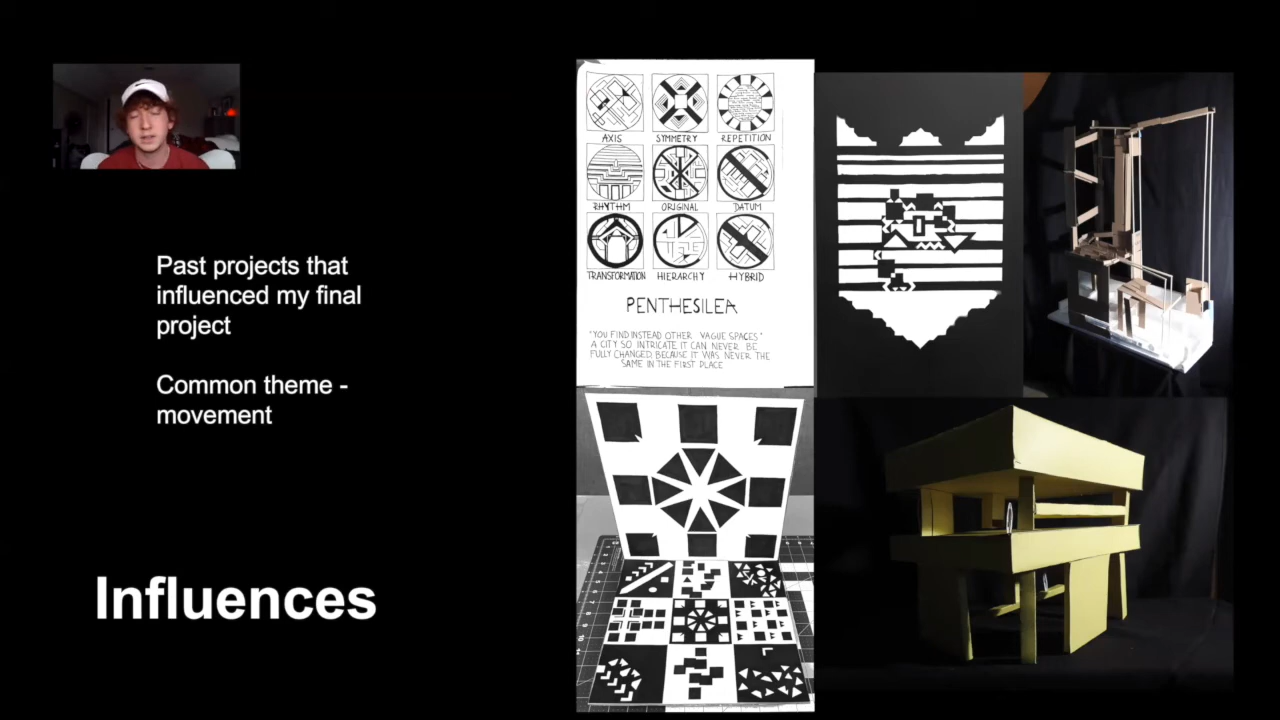 Past projects that
influenced my final
project
Common theme -
movement
Influences
AXIS
SYMMETRY
REPETITION
RHYTHM
ORIGINAL
DATUM
TRANSFORMATION
HIERARCHY
HYBRID
PENTHESILEA
"YOU FIND INSTEAD OTHER VAGUE SPACES"
A CITY SO INTRICATE IT CAN NEVER BE
FULLY CHANGED, BECAUSE IT WAS NEVER THE
SAME IN THE FIRST PLACE